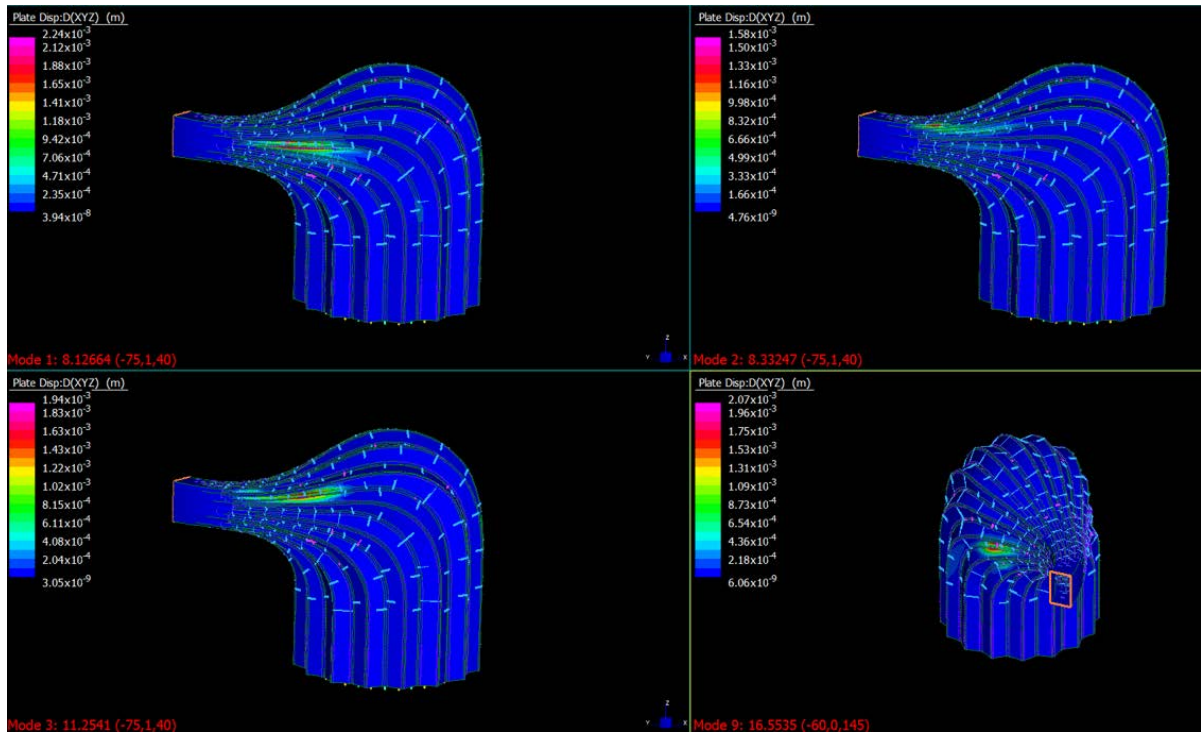 Plate Disp:D(XYZ) (m)
2.24x10-3
2.12x10-3
1.88x10-3
1.65x10-3
1.41x10-3
1.18x10-3
9.42x10-4
7.06x10-4
4.71x10-4
2.35x10-4
3.94x10-8
Mode 1: 8.12664 (-75,1,40)
Z
Y
X
Plate Disp:D(XYZ) (m)
1.58x10-3
1.50x10-3
1.33x10-3
1.16x10-3
9.98x10-4
8.32x10-4
6.66x10-4
4.99x10-4
3.33x10-4
1.66x10-4
4.76x10-9
Mode 2: 8.33247 (-75,1,40)
Z
Y
X
Plate Disp:D(XYZ) (m)
1.94x10-3
1.83x10-3
1.63x10-3
1.43x10-3
1.22x10-3
1.02x10-3
8.15x10-4
6.11x10-4
4.08x10-4
2.04x10-4
3.05x10-9
Mode 3: 11.2541 (-75,1,40)
Z
Y
X
Plate Disp:D(XYZ) (m)
2.07x10-3
1.96x10-3
1.75x10-3
1.53x10-3
1.31x10-3
1.09x10-3
8.73x10-4
6.54x10-4
4.36x10-4
2.18x10-4
6.06x10-9
Mode 9: 16.5535 (-60,0,145)
Z
Y
X